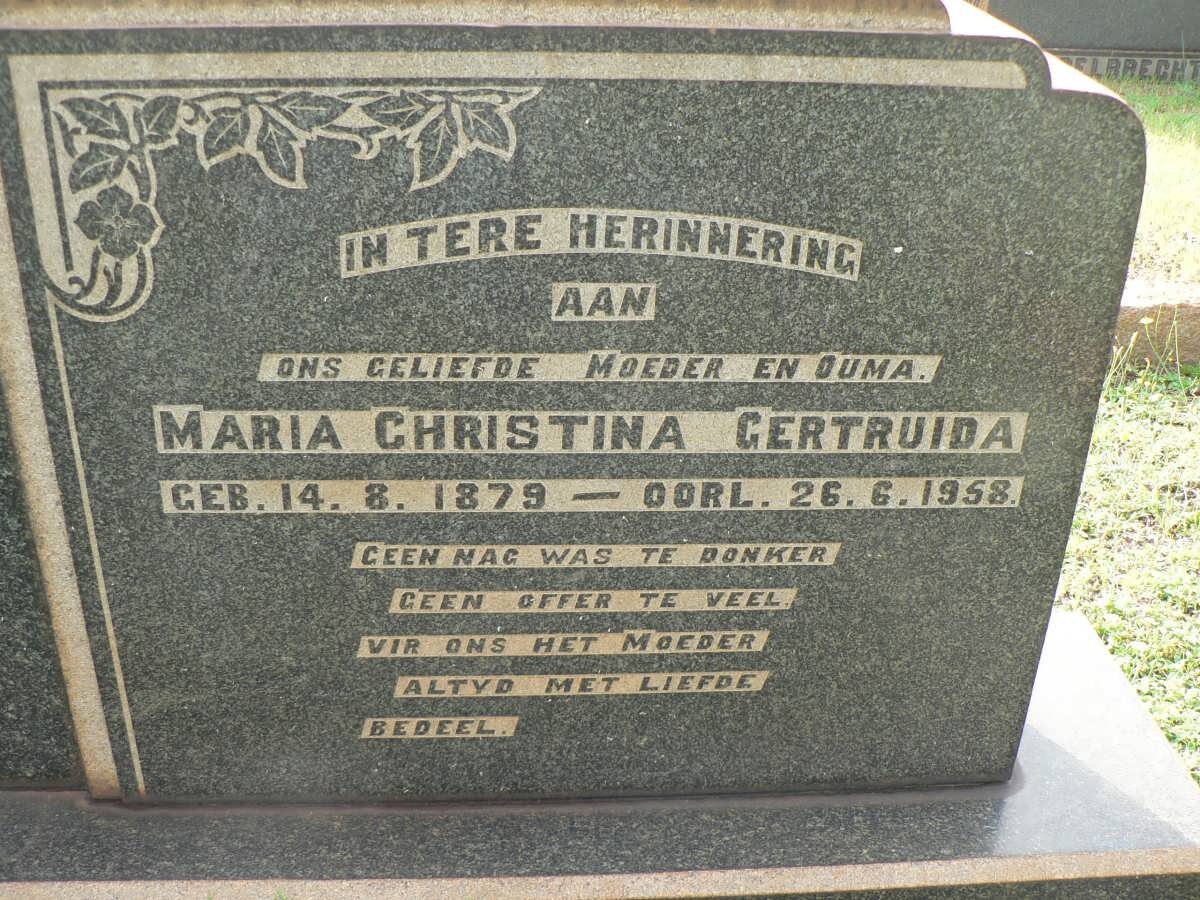 IN TERE HERINNERING
AAN
ONS GELIEFDE MOEDER EN OUMA.
MARIA CHRISTINA GERTRUIDA
GEB. 14. 8. 1879 — OORL. 26. 6. 1958.
GEEN NAG WAS TE DONKER
GEEN OFFER TE VEEL.
VIR ONS HET MOEDER
ALTYD MET LIEFDE
BEDEEL.